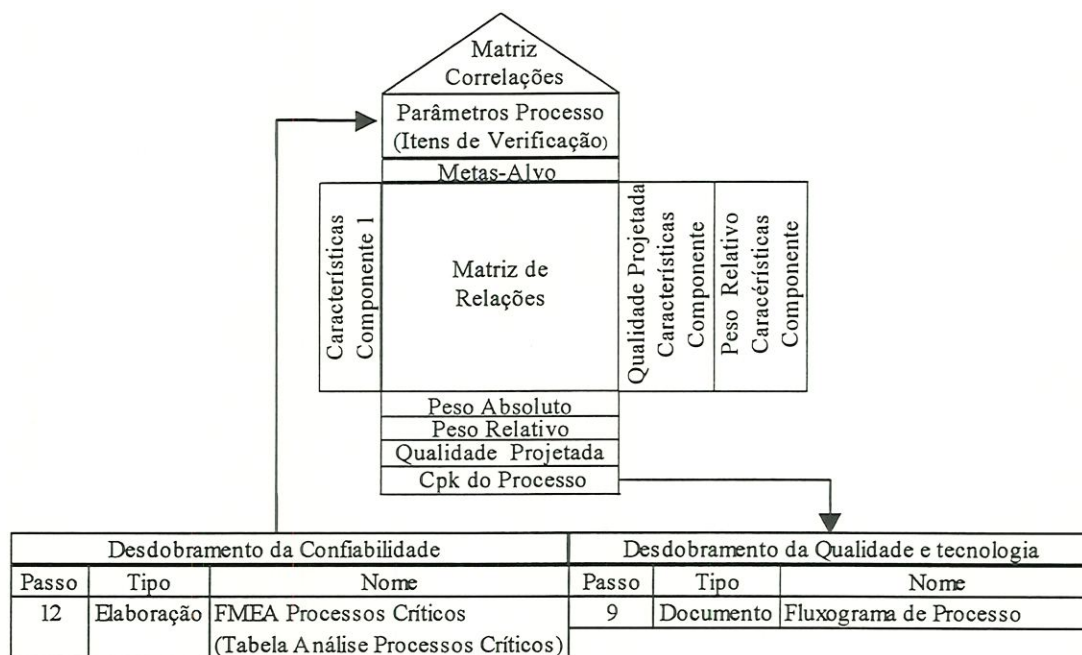 Matriz
Correlações
Parâmetros Processo
(Itens de Verificação)
Metas-Alvo
Características
Componente 1
Matriz de
Relações
Qualidade Projetada
Características
Componente
Peso Relativo
Caracérísticas
Componente
Peso Absoluto
Peso Relativo
Qualidade Projetada
Cpk do Processo
Desdobramento da Confiabilidade
Passo Tipo Nome
12 Elaboração FMEA Processos Críticos
(Tabela Análise Processos Críticos)
Desdobramento da Qualidade e tecnologia
Passo Tipo Nome
9 Documento Fluxograma de Processo